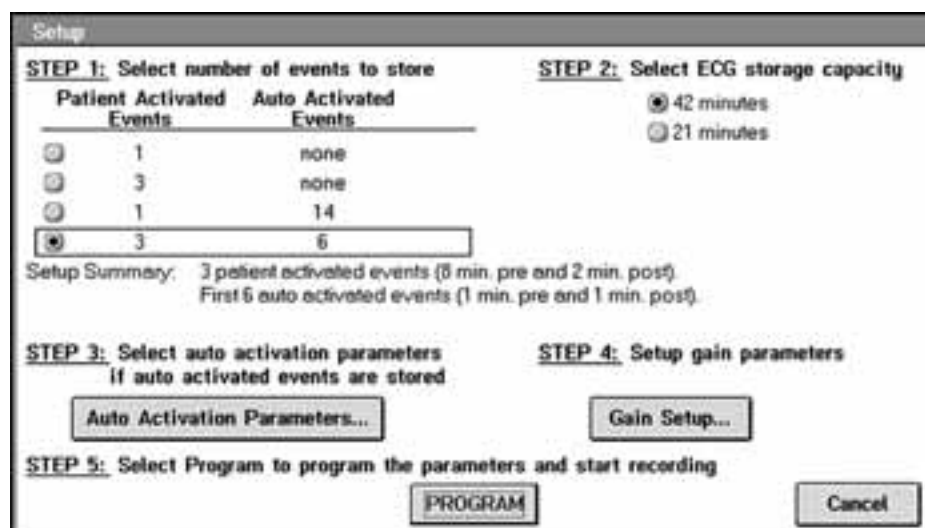 Setup
STEP 1: Select number of events to store
Patient Activated Events Auto Activated Events
1 none
3 none
1 14
3 6
Setup Summary: 3 patient activated events (8 min. pre and 2 min. post).
First 6 auto activated events (1 min. pre and 1 min. post).
STEP 2: Select ECG storage capacity
42 minutes
21 minutes
STEP 3: Select auto activation parameters
if auto activated events are stored
Auto Activation Parameters...
STEP 4: Setup gain parameters
Gain Setup...
STEP 5: Select Program to program the parameters and start recording
PROGRAM
Cancel